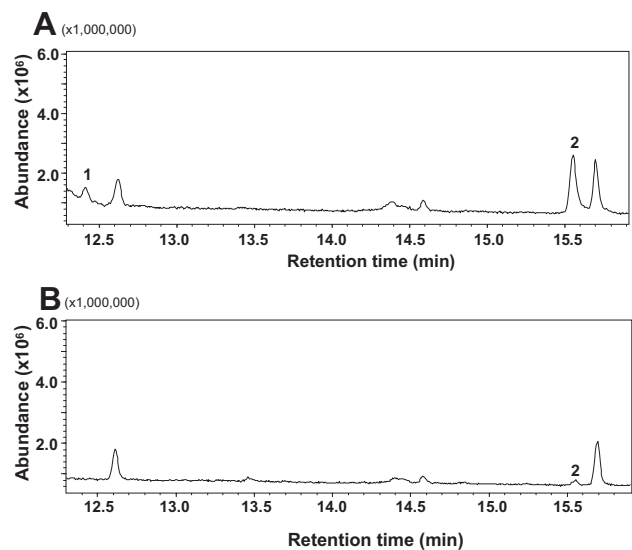 A (x1,000,000)
Abundance (x10⁶)
6.0
4.0
2.0
1
2
12.5 13.0 13.5 14.0 14.5 15.0 15.5
Retention time (min)
B (x1,000,000)
Abundance (x10⁶)
6.0
4.0
2.0
2
12.5 13.0 13.5 14.0 14.5 15.0 15.5
Retention time (min)